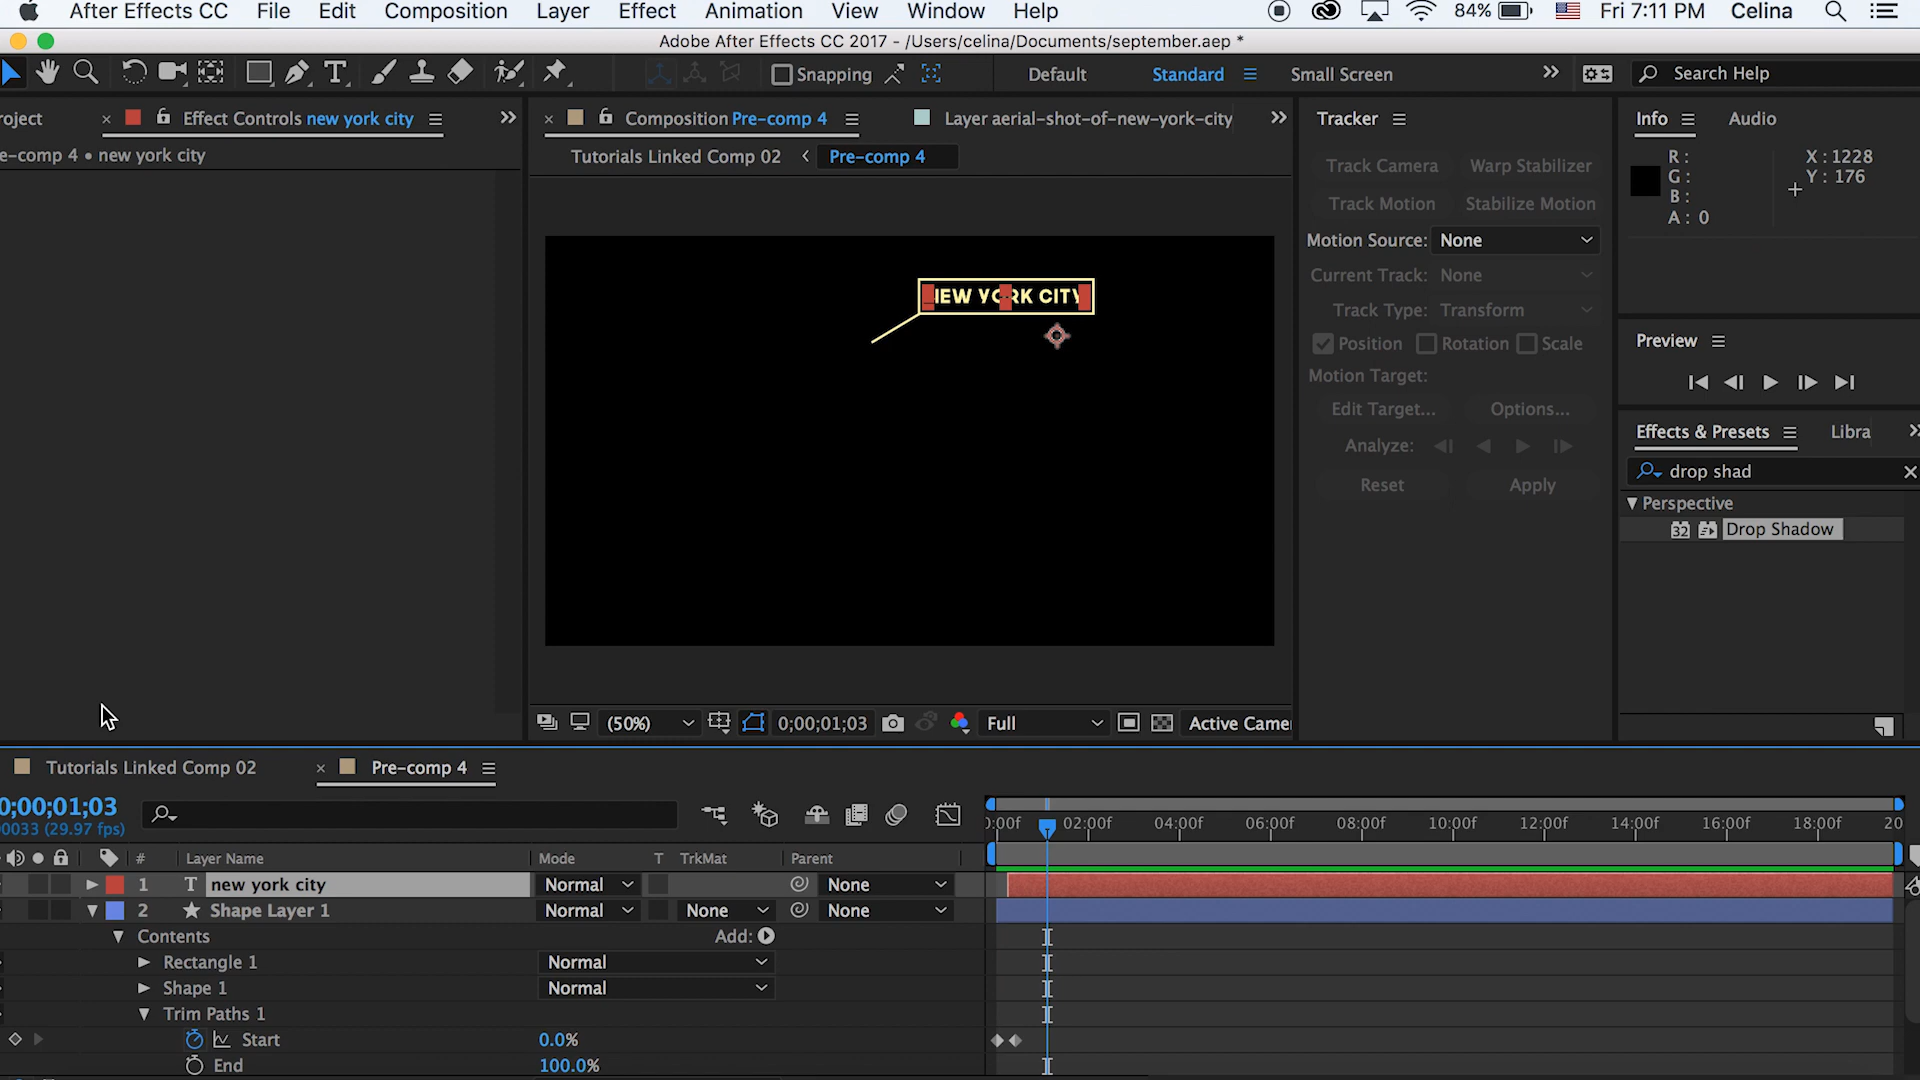 After Effects CC File Edit Composition Layer Effect Animation View Window Help 84% Fri 7:11 PM Celina
Adobe After Effects CC 2017 - /Users/celina/Documents/september.aep *
Snapping Default Standard Small Screen Search Help
roject Effect Controls new york city
e-comp 4 • new york city
Composition Pre-comp 4 Layer aerial-shot-of-new-york-city
Tutorials Linked Comp 02 Pre-comp 4
NEW YORK CITY
(50%) 0;00;01;03 Full Active Came
Tracker
Track Camera Warp Stabilizer
Track Motion Stabilize Motion
Motion Source: None
Current Track: None
Track Type: Transform
Position Rotation Scale
Motion Target:
Edit Target... Options...
Analyze:
Reset Apply
Info Audio
R : X : 1228
G : Y : 176
B :
A : 0
Preview
Effects & Presets Libra
drop shad
Perspective
32 Drop Shadow
Tutorials Linked Comp 02 Pre-comp 4
0;00;01;03
00033 (29.97 fps)
0:00f 02:00f 04:00f 06:00f 08:00f 10:00f 12:00f 14:00f 16:00f 18:00f 20
# Layer Name Mode T TrkMat Parent
1 T new york city Normal None
2 Shape Layer 1 Normal None None
Contents Add:
Rectangle 1 Normal
Shape 1 Normal
Trim Paths 1
Start 0.0%
End 100.0%